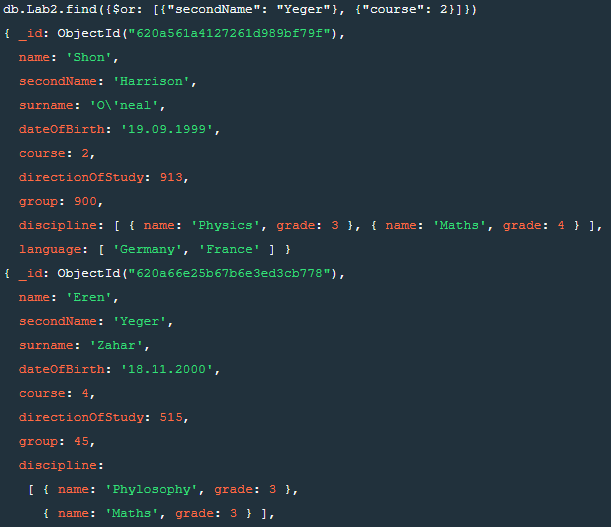 db.Lab2.find({$or: [{"secondName": "Yeger"}, {"course": 2}]})
{ _id: ObjectId("620a561a4127261d989bf79f"),
name: 'Shon',
secondName: 'Harrison',
surname: 'O\'neal',
dateOfBirth: '19.09.1999',
course: 2,
directionOfStudy: 913,
group: 900,
discipline: [ { name: 'Physics', grade: 3 }, { name: 'Maths', grade: 4 } ],
language: [ 'Germany', 'France' ] }
{ _id: ObjectId("620a66e25b67b6e3ed3cb778"),
name: 'Eren',
secondName: 'Yeger',
surname: 'Zahar',
dateOfBirth: '18.11.2000',
course: 4,
directionOfStudy: 515,
group: 45,
discipline:
[ { name: 'Phylosophy', grade: 3 },
{ name: 'Maths', grade: 3 } ],